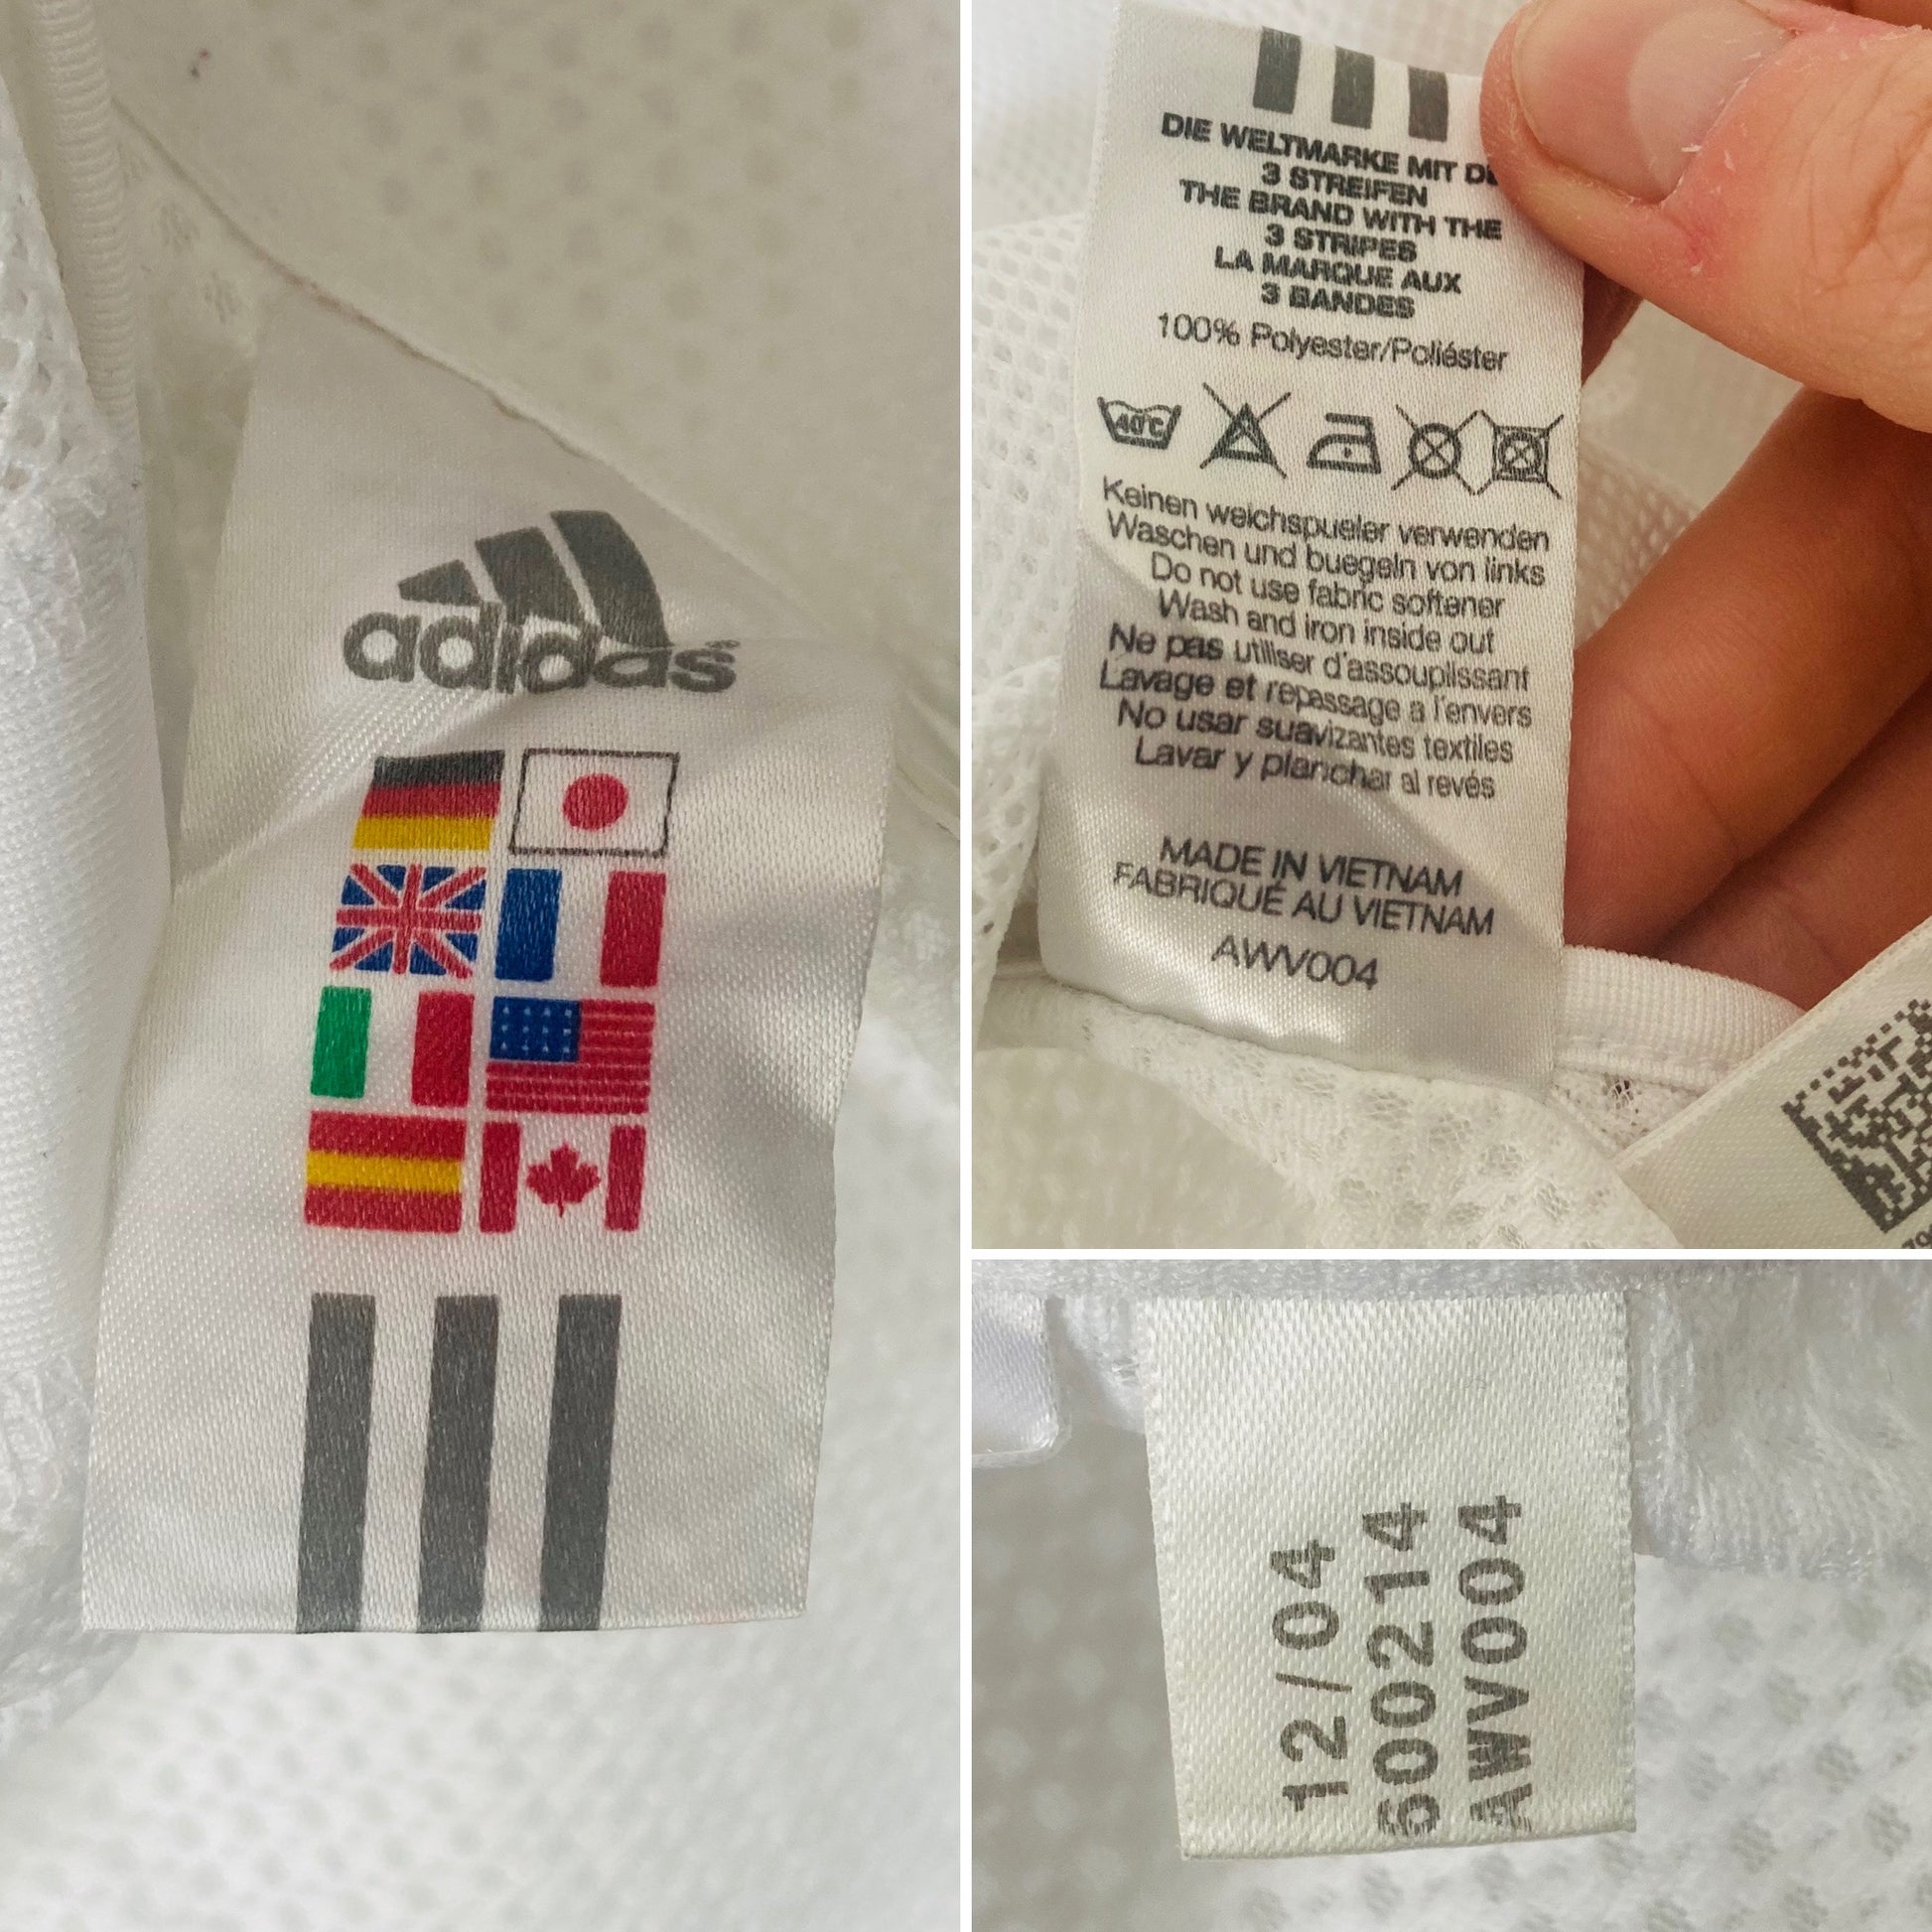 adidas
DIE WELTMARKE MIT
3 STREIFEN
THE BRAND WITH THE
3 STRIPES
LA MARQUE AUX
3 BANDES
100% Polyester/Poliéster
40°C
Keinen weichspueler verwenden
Waschen und buegeln von links
Do not use fabric softener
Wash and iron inside out
Ne pas utiliser d'assouplissant
Lavage et repassage a l'envers
No usar suavizantes textiles
Lavar y planchar al revés
MADE IN VIETNAM
FABRIQUÉ AU VIETNAM
AWV004
12/04
600214
AWV004